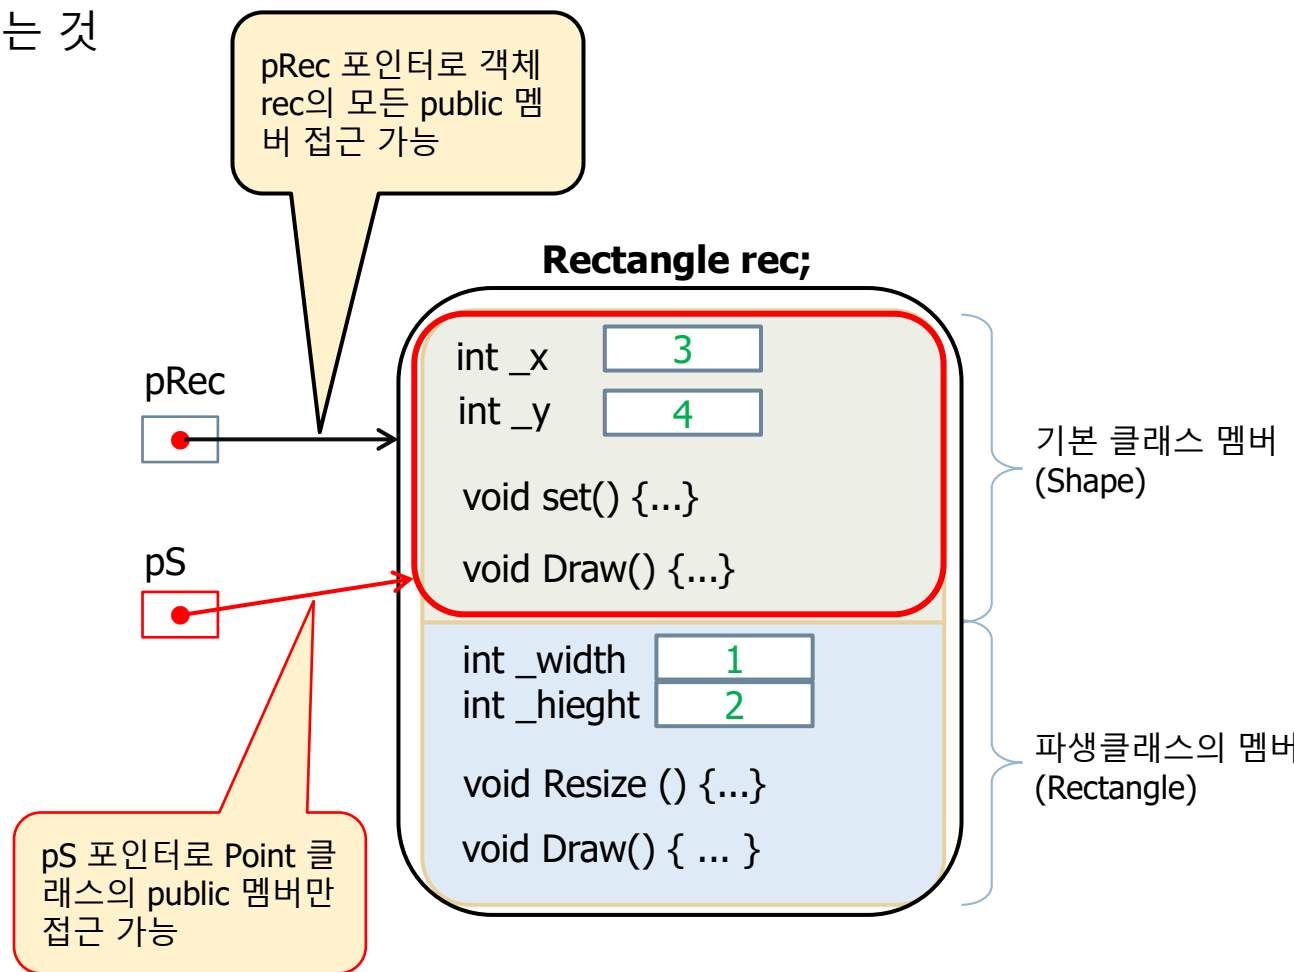 는 것
pRec 포인터로 객체
rec의 모든 public 멤
버 접근 가능
Rectangle rec;
pRec
int _x 3
int _y 4
void set() {...}
void Draw() {...}
기본 클래스 멤버
(Shape)
pS
int _width 1
int _hieght 2
void Resize () {...}
void Draw() { ... }
파생클래스의 멤버
(Rectangle)
pS 포인터로 Point 클
래스의 public 멤버만
접근 가능